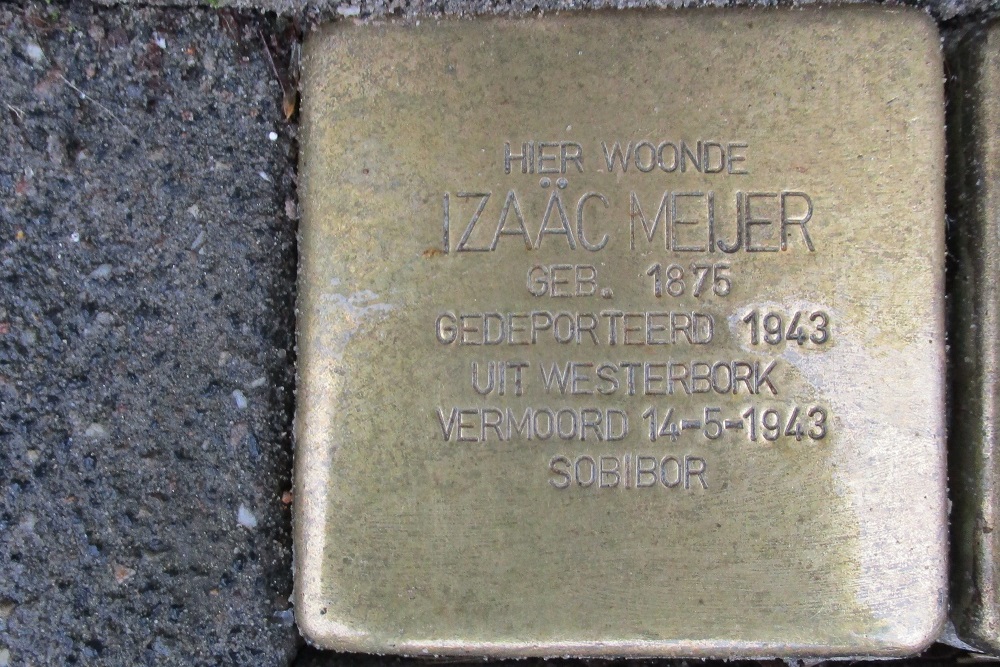 HIER WOONDE
IZAÄC MEIJER
GEB. 1875
GEDEPORTEERD 1943
UIT WESTERBORK
VERMOORD 14-5-1943
SOBIBOR